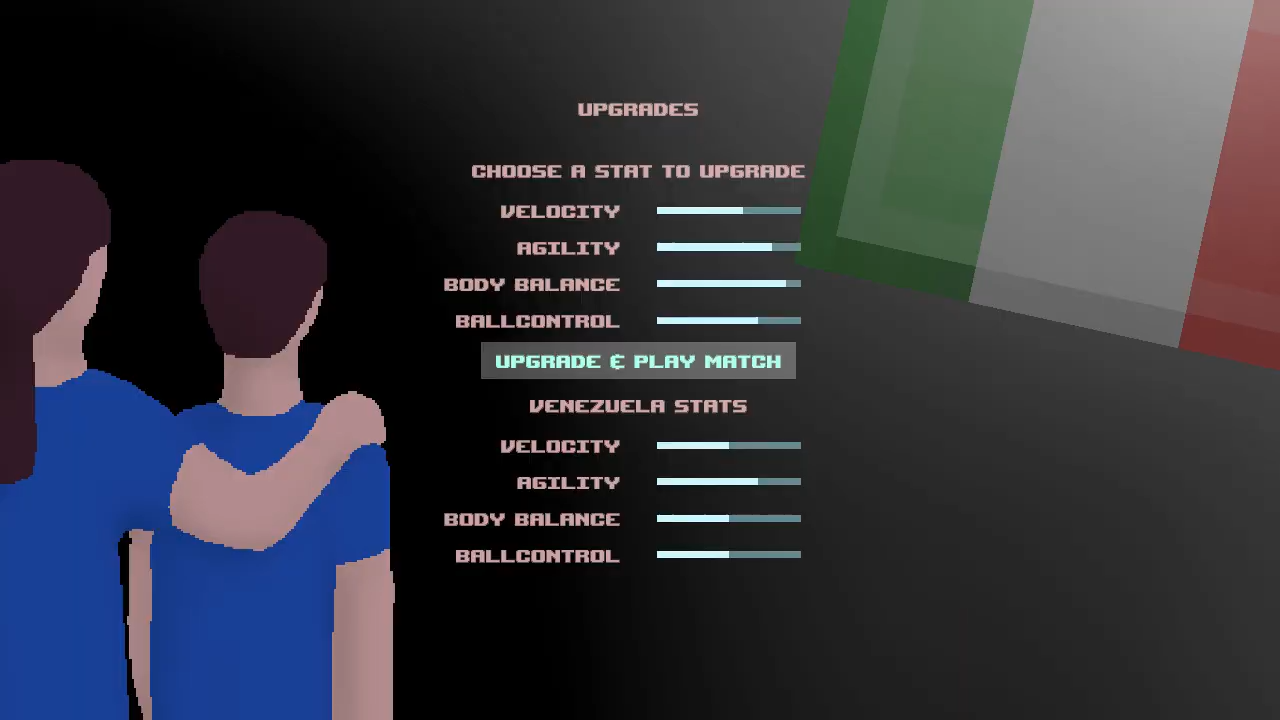 UPGRADES
CHOOSE A STAT TO UPGRADE
VELOCITY
AGILITY
BODY BALANCE
BALLCONTROL
UPGRADE & PLAY MATCH
VENEZUELA STATS
VELOCITY
AGILITY
BODY BALANCE
BALLCONTROL